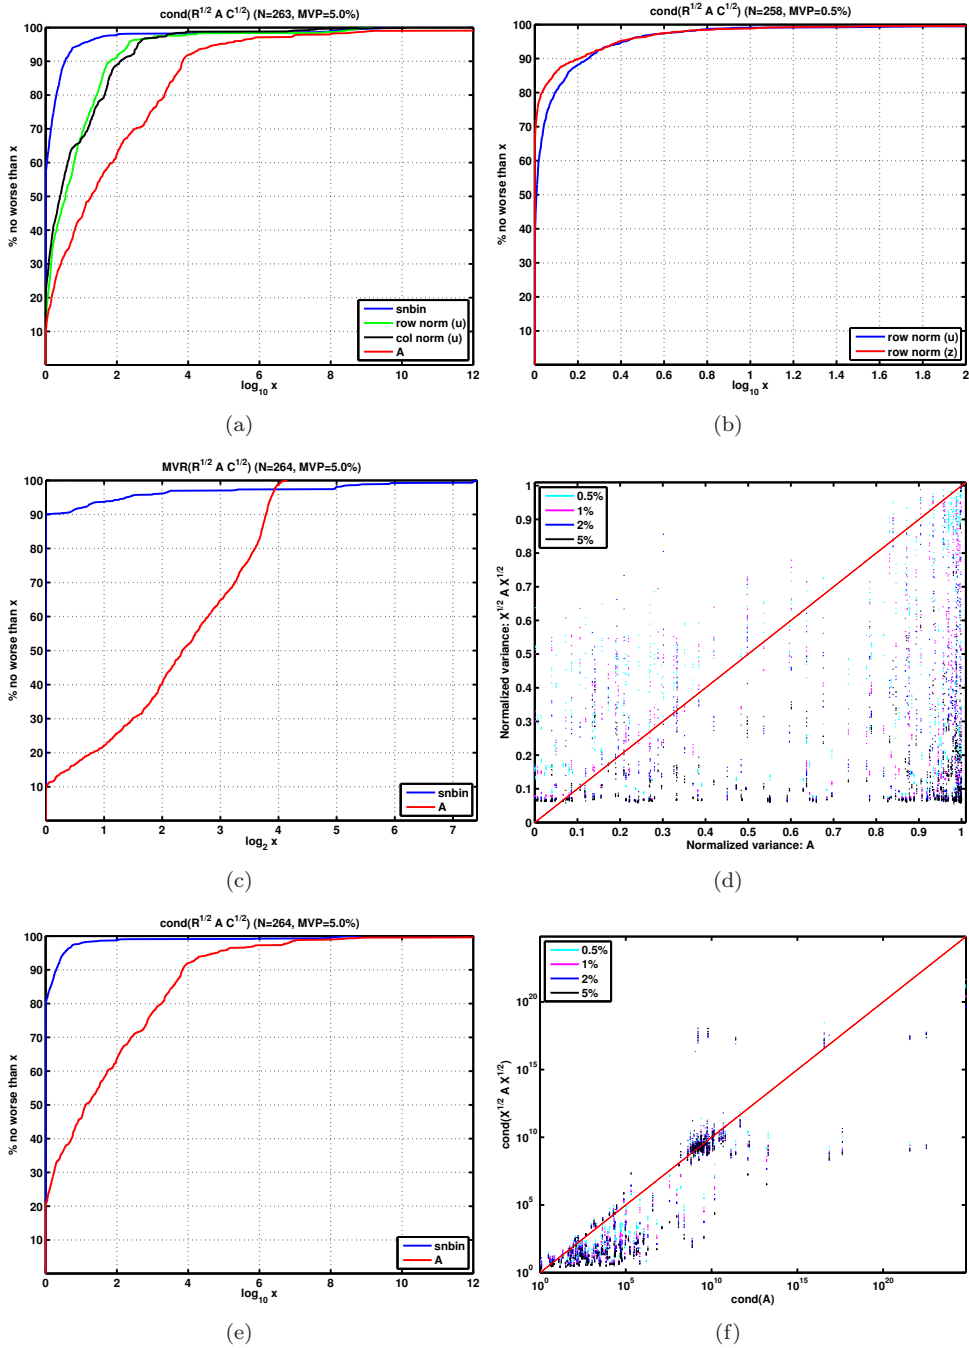 cond(R^1/2 A C^1/2) (N=263, MVP=5.0%)
% no worse than x
100
90
80
70
60
50
40
30
20
10
snbin
row norm (u)
col norm (u)
A
0 2 4 6 8 10 12
log10 x
(a)
cond(R^1/2 A C^1/2) (N=258, MVP=0.5%)
% no worse than x
100
90
80
70
60
50
40
30
20
10
row norm (u)
row norm (z)
0 0.2 0.4 0.6 0.8 1 1.2 1.4 1.6 1.8 2
log10 x
(b)
MVR(R^1/2 A C^1/2) (N=264, MVP=5.0%)
% no worse than x
100
90
80
70
60
50
40
30
20
10
snbin
A
0 1 2 3 4 5 6 7
log2 x
(c)
Normalized variance: X^1/2 A X^1/2
1
0.9
0.8
0.7
0.6
0.5
0.4
0.3
0.2
0.1
0
0.5%
1%
2%
5%
0 0.1 0.2 0.3 0.4 0.5 0.6 0.7 0.8 0.9 1
Normalized variance: A
(d)
cond(R^1/2 A C^1/2) (N=264, MVP=5.0%)
% no worse than x
100
90
80
70
60
50
40
30
20
10
snbin
A
0 2 4 6 8 10 12
log10 x
(e)
cond(X^1/2 A X^1/2)
10^20
10^15
10^10
10^5
10^0
0.5%
1%
2%
5%
10^0 10^5 10^10 10^15 10^20
cond(A)
(f)